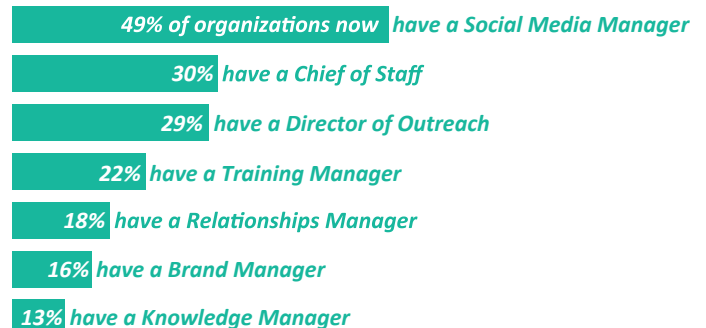 49% of organizations now have a Social Media Manager
30% have a Chief of Staff
29% have a Director of Outreach
22% have a Training Manager
18% have a Relationships Manager
16% have a Brand Manager
13% have a Knowledge Manager